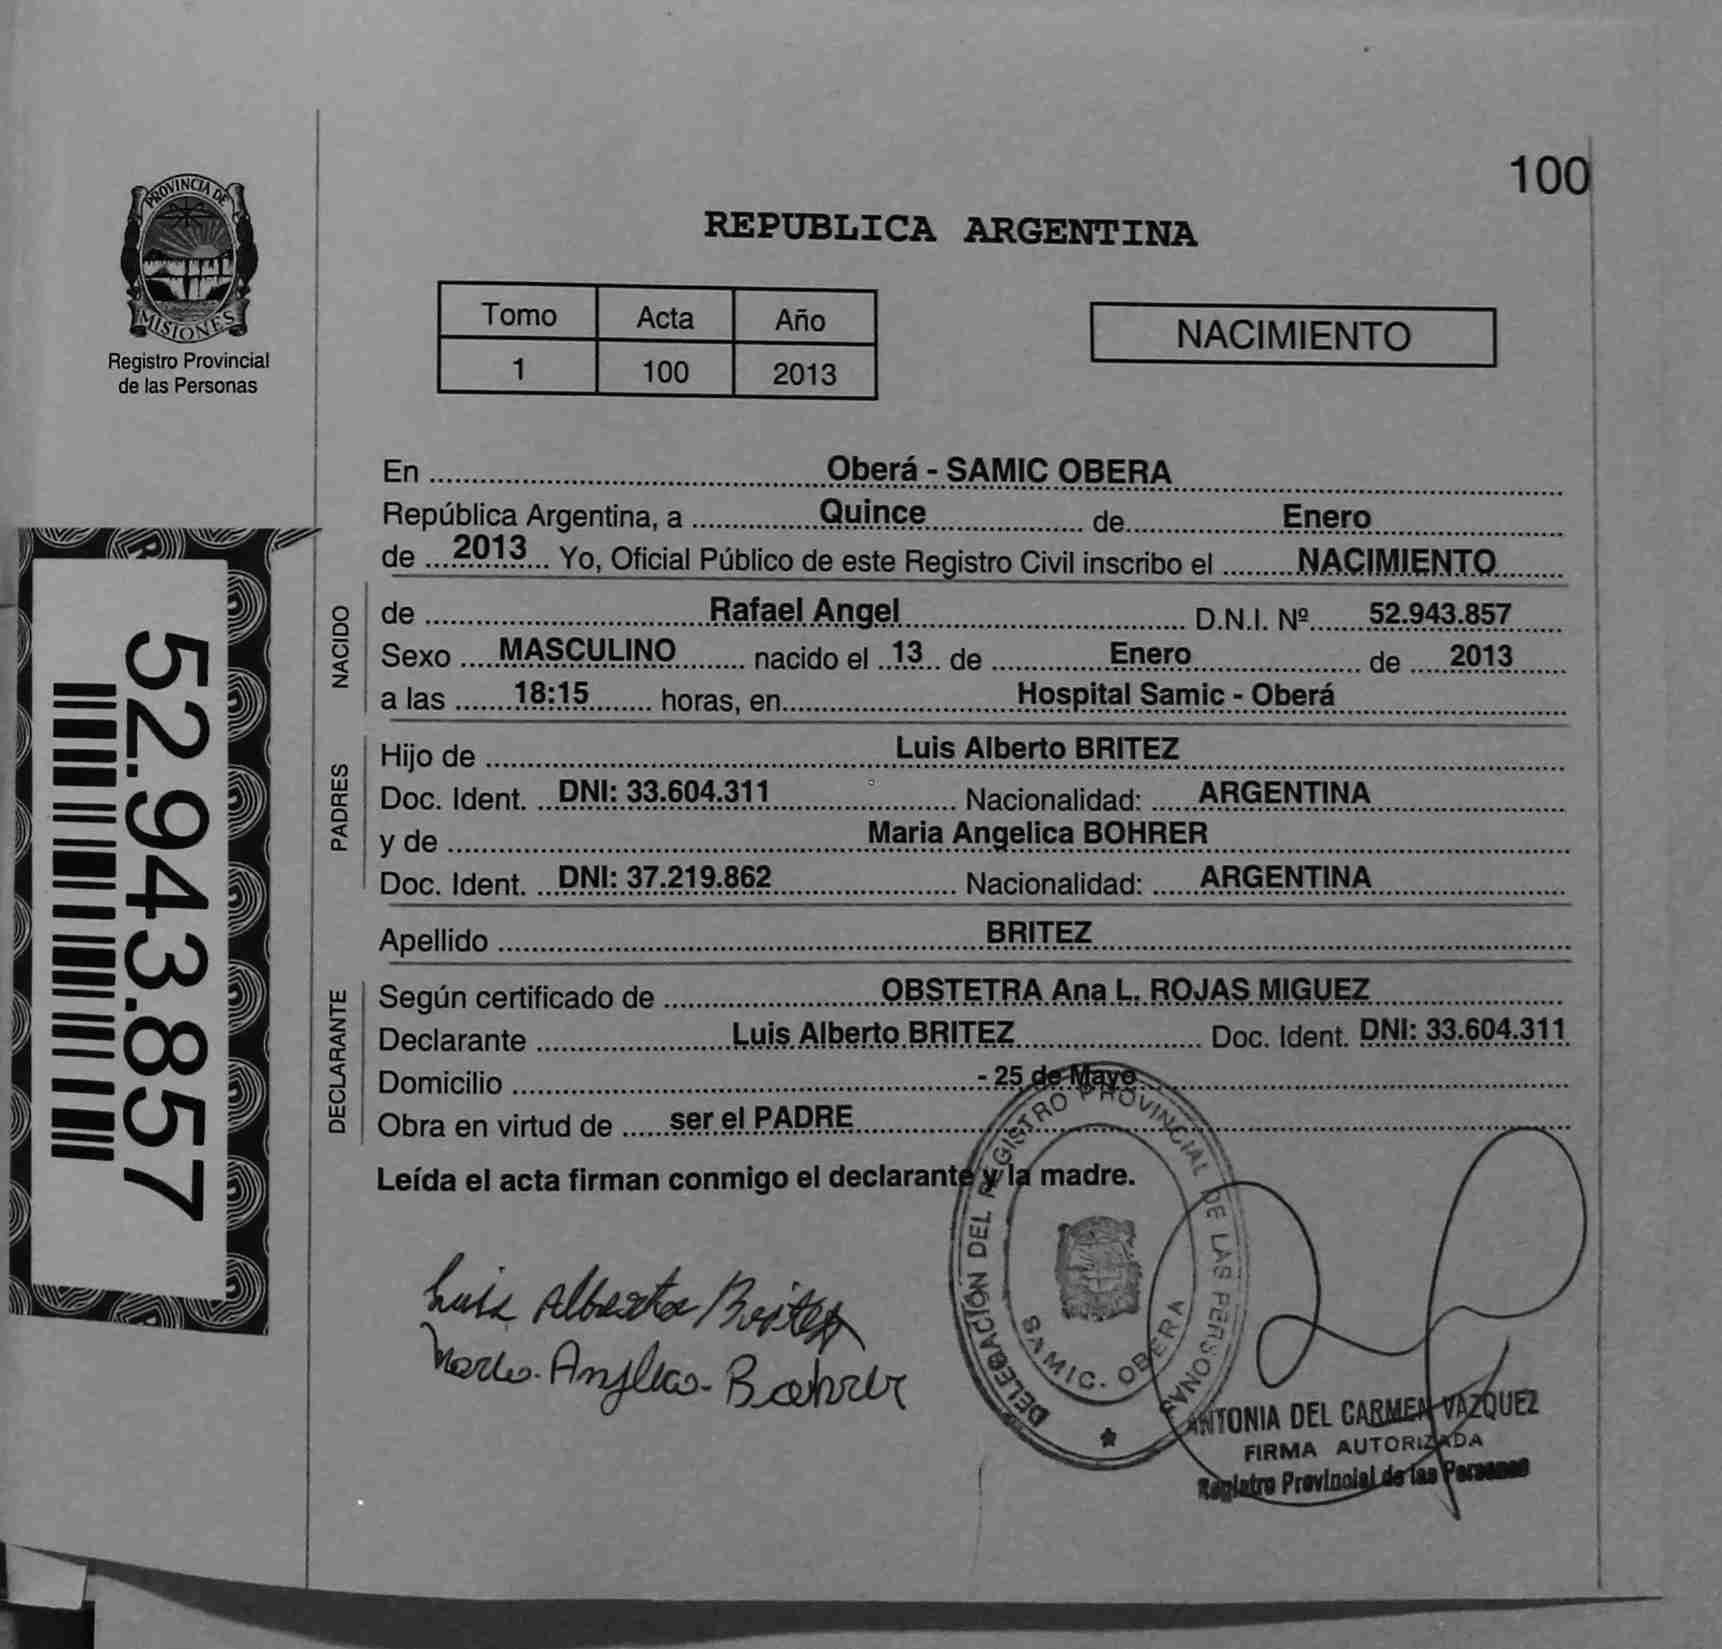 100
PROVINCIA DE
MISIONES
Registro Provincial
de las Personas
REPUBLICA ARGENTINA
Tomo Acta Año
1 100 2013
NACIMIENTO
En Oberá - SAMIC OBERA
República Argentina, a Quince de Enero
de 2013 Yo, Oficial Público de este Registro Civil inscribo el NACIMIENTO
NACIDO
de Rafael Angel D.N.I. Nº 52.943.857
Sexo MASCULINO nacido el 13 de Enero de 2013
a las 18:15 horas, en Hospital Samic - Oberá
PADRES
Hijo de Luis Alberto BRITEZ
Doc. Ident. DNI: 33.604.311 Nacionalidad: ARGENTINA
y de Maria Angelica BOHRER
Doc. Ident. DNI: 37.219.862 Nacionalidad: ARGENTINA
Apellido BRITEZ
DECLARANTE
Según certificado de OBSTETRA Ana L. ROJAS MIGUEZ
Declarante Luis Alberto BRITEZ Doc. Ident. DNI: 33.604.311
Domicilio - 25 de Mayo
Obra en virtud de ser el PADRE
Leída el acta firman conmigo el declarante y la madre.
52.943.857
Luis Alberto Britez
Maria Anglica Bohrer
DELEGACIÓN DEL REGISTRO PROVINCIAL DE LAS PERSONAS
SAMIC. OBERA
ANTONIA DEL CARMEN VAZQUEZ
FIRMA AUTORIZADA
Registro Provincial de las Personas